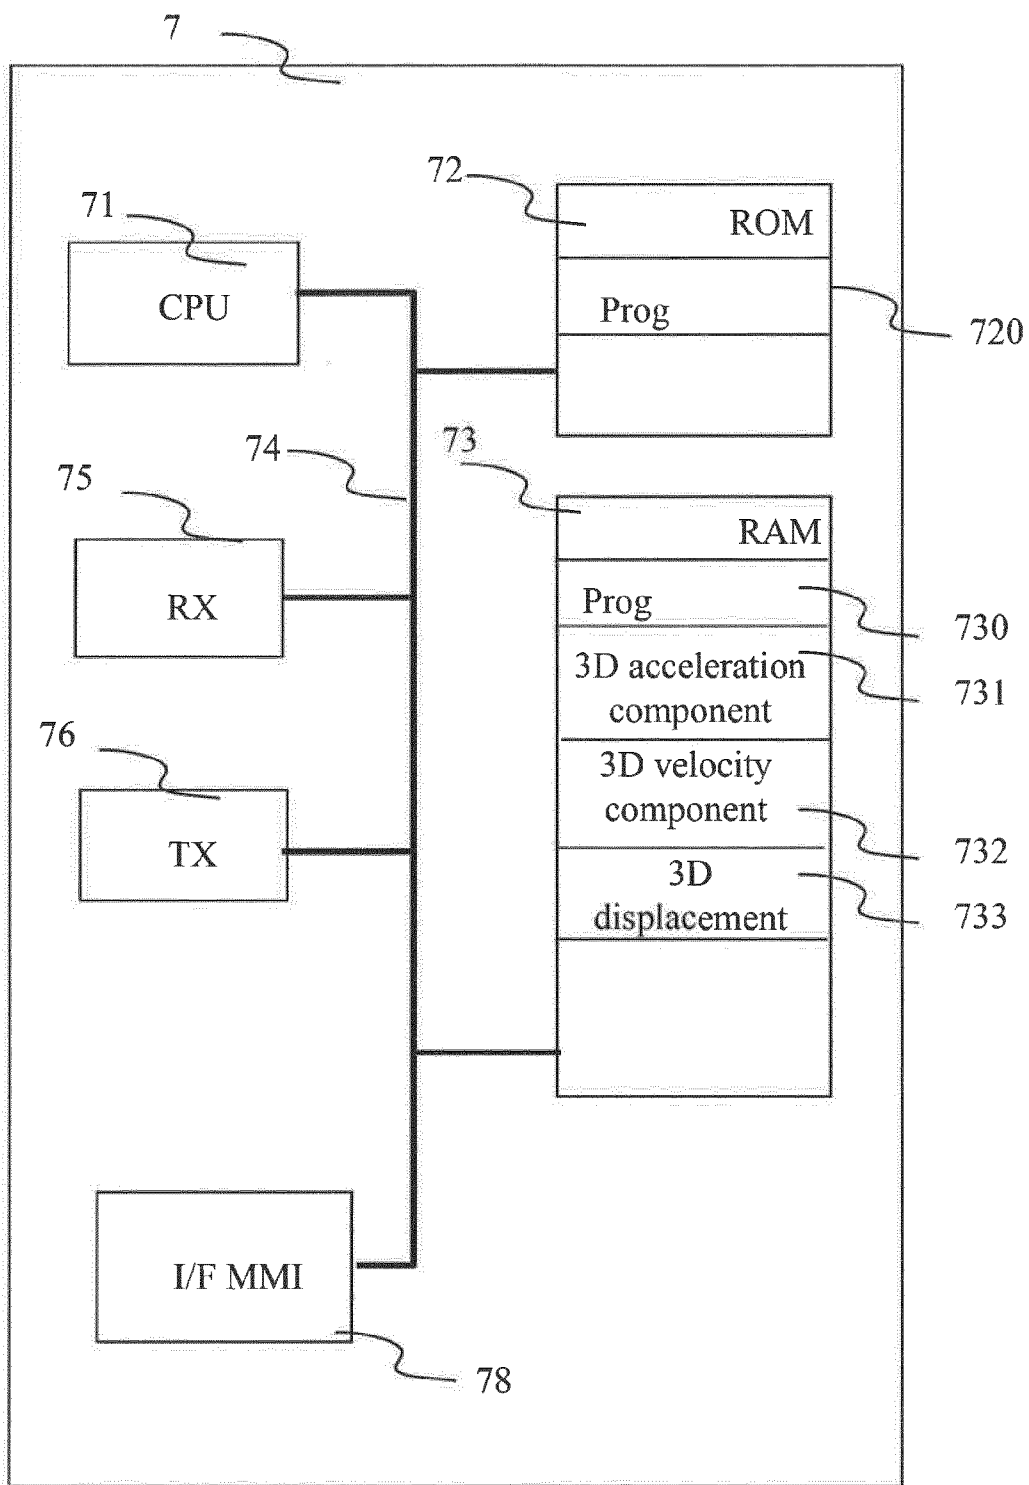 7
72
ROM
71
CPU
Prog
720
74
73
75
RAM
RX
Prog
730
3D acceleration
component
731
76
3D velocity
component
TX
732
3D
displacement
733
I/F MMI
78